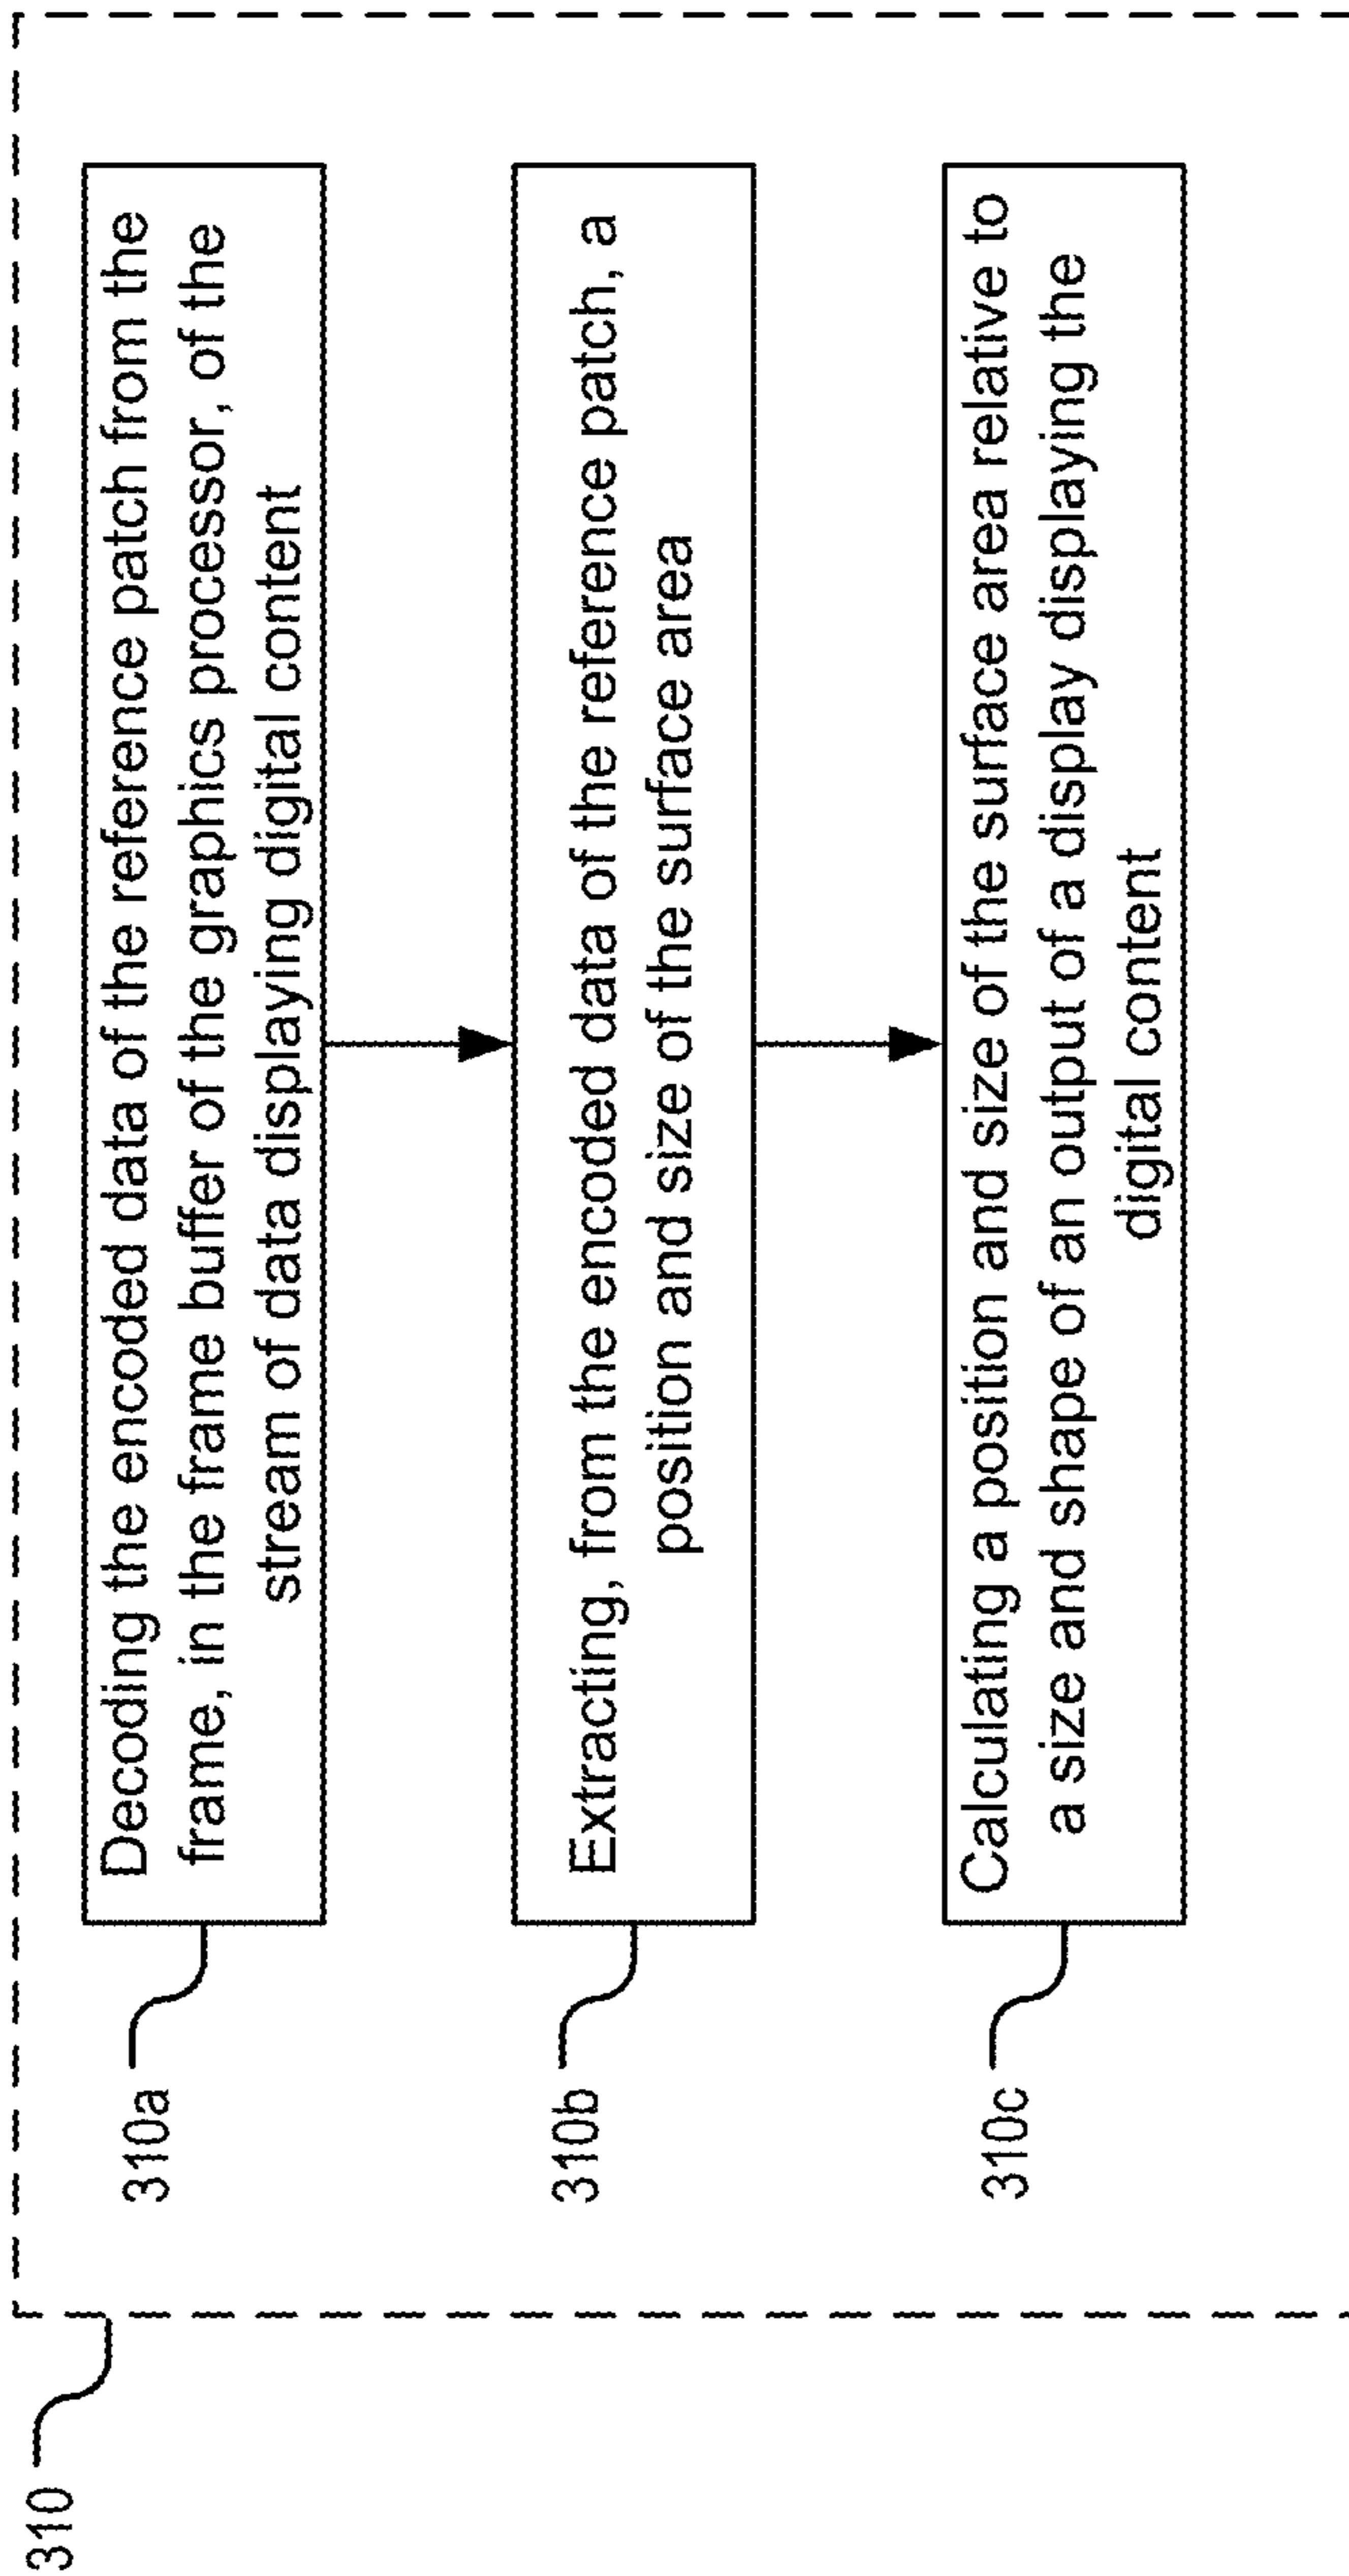 310
310a
Decoding the encoded data of the reference patch from the
frame, in the frame buffer of the graphics processor, of the
stream of data displaying digital content
310b
Extracting, from the encoded data of the reference patch, a
position and size of the surface area
310c
Calculating a position and size of the surface area relative to
a size and shape of an output of a display displaying the
digital content